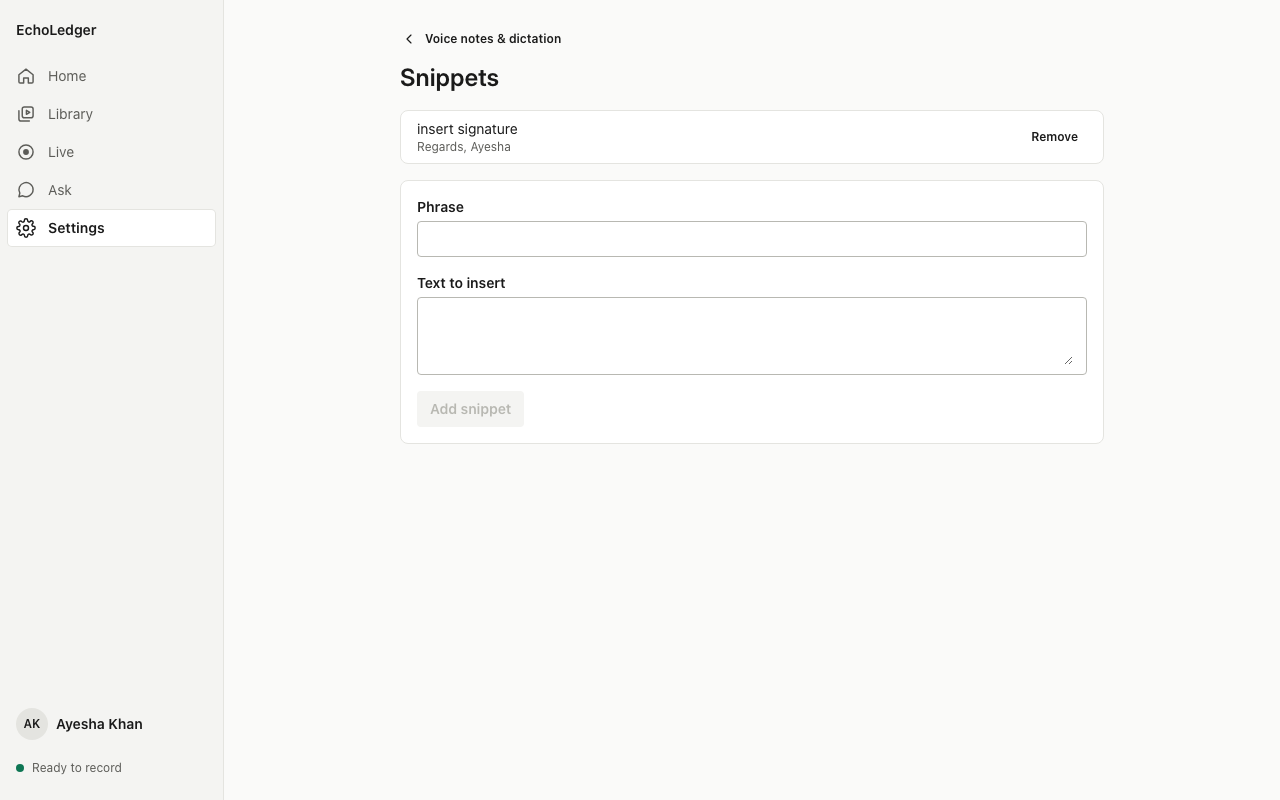 EchoLedger
Home
Library
Live
Ask
Settings
AK
Ayesha Khan
Ready to record
Voice notes & dictation
Snippets
insert signature
Regards, Ayesha
Remove
Phrase
Text to insert
Add snippet